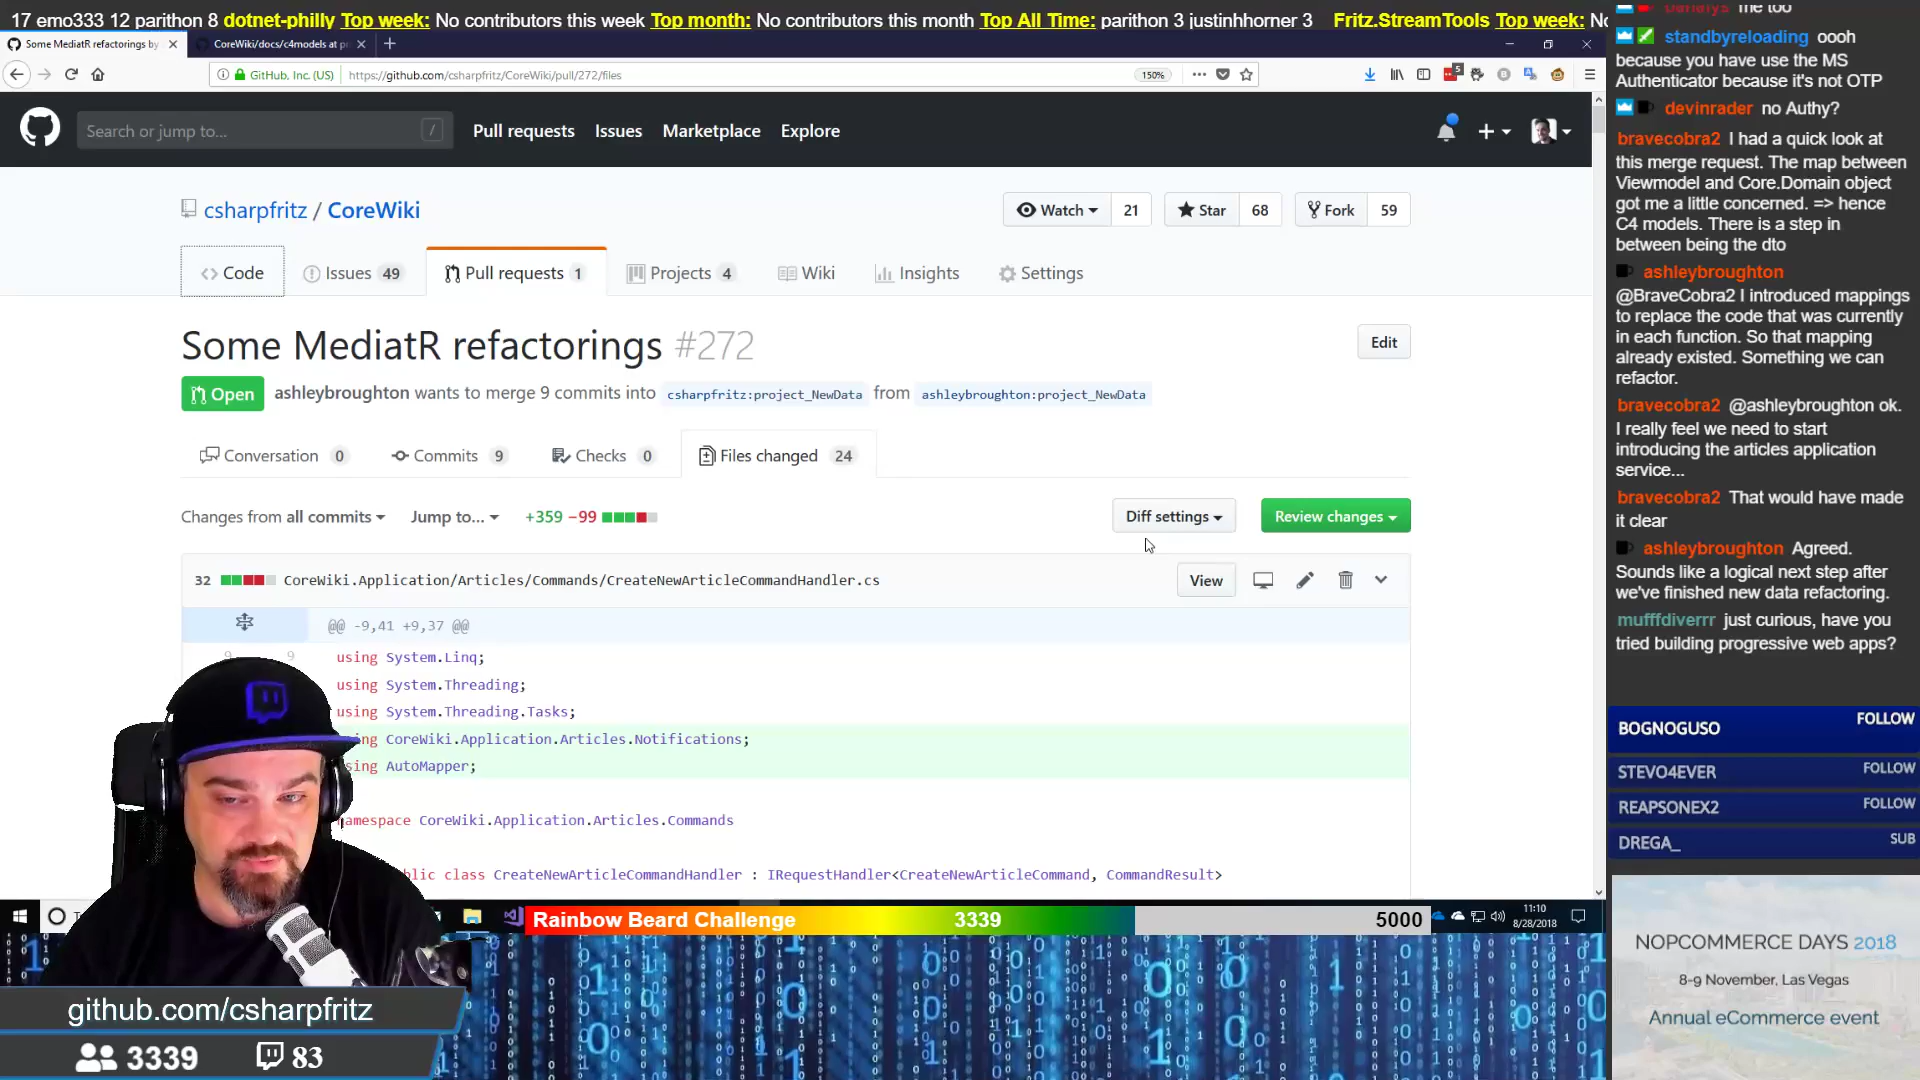 17 emo333 12 parithon 8 dotnet-philly Top week: No contributors this week Top month: No contributors this month Top All Time: parithon 3 justinhhorner 3 Fritz.StreamTools Top week: No
Some MediatR refactorings by
CoreWiki/docs/c4models at pr
GitHub, Inc. (US)
https://github.com/csharpfritz/CoreWiki/pull/272/files
150%
5
Search or jump to...
/
Pull requests
Issues
Marketplace
Explore
csharpfritz / CoreWiki
Watch
21
Star
68
Fork
59
Code
Issues 49
Pull requests 1
Projects 4
Wiki
Insights
Settings
Some MediatR refactorings #272
Edit
Open
ashleybroughton wants to merge 9 commits into csharpfritz:project_NewData from ashleybroughton:project_NewData
Conversation 0
Commits 9
Checks 0
Files changed 24
Changes from all commits
Jump to...
+359 −99
Diff settings
Review changes
32
CoreWiki.Application/Articles/Commands/CreateNewArticleCommandHandler.cs
View
@@ -9,41 +9,37 @@
9 9 using System.Linq;
using System.Threading;
using System.Threading.Tasks;
ing CoreWiki.Application.Articles.Notifications;
sing AutoMapper;
amespace CoreWiki.Application.Articles.Commands
blic class CreateNewArticleCommandHandler : IRequestHandler<CreateNewArticleCommand, CommandResult>
Rainbow Beard Challenge
3339
5000
11:10
8/28/2018
github.com/csharpfritz
3339
83
me too
standbyreloading oooh
because you have use the MS
Authenticator because it's not OTP
devinrader no Authy?
bravecobra2 I had a quick look at
this merge request. The map between
Viewmodel and Core.Domain object
got me a little concerned. => hence
C4 models. There is a step in
between being the dto
ashleybroughton
@BraveCobra2 I introduced mappings
to replace the code that was currently
in each function. So that mapping
already existed. Something we can
refactor.
bravecobra2 @ashleybroughton ok.
I really feel we need to start
introducing the articles application
service...
bravecobra2 That would have made
it clear
ashleybroughton Agreed.
Sounds like a logical next step after
we've finished new data refactoring.
mufffdiverrr just curious, have you
tried building progressive web apps?
BOGNOGUSO FOLLOW
STEVO4EVER FOLLOW
REAPSONEX2 FOLLOW
DREGA_ SUB
NOPCOMMERCE DAYS 2018
8-9 November, Las Vegas
Annual eCommerce event